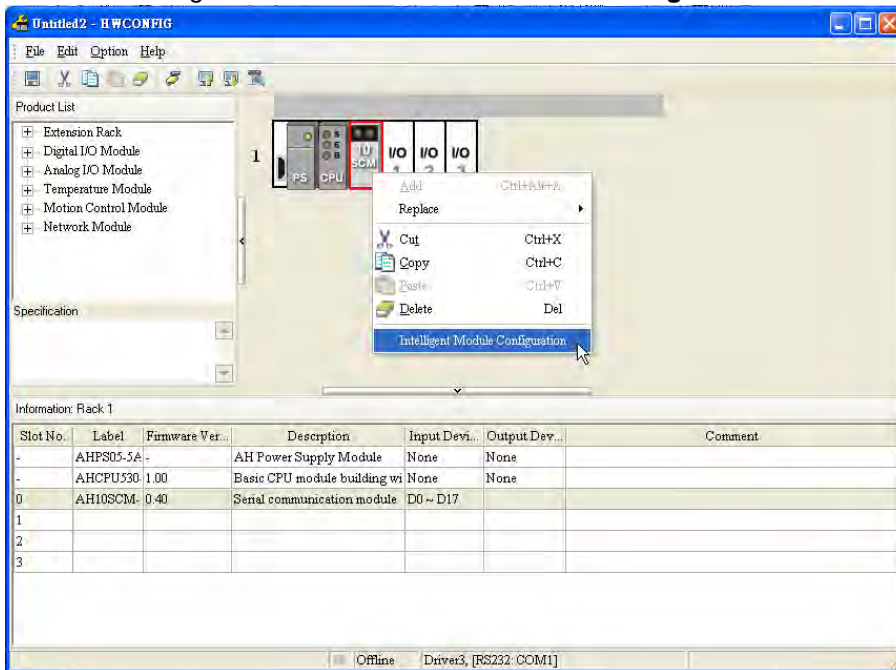 Untitled2 - HWCONFIG
File Edit Option Help
Product List
Extension Rack
Digital I/O Module
Analog I/O Module
Temperature Module
Motion Control Module
Network Module
Specification
1
PS CPU 10 SCM I/O I/O I/O
Add Ctrl+Alt+A
Replace
Cut Ctrl+X
Copy Ctrl+C
Paste Ctrl+V
Delete Del
Intelligent Module Configuration
Information: Rack 1
Slot No. Label Firmware Ver... Descrption Input Devi... Output Dev... Comment
- AHPS05-5A - AH Power Supply Module None None
- AHCPU530- 1.00 Basic CPU module building wi None None
0 AH10SCM- 0.40 Serial communication module D0 ~ D17
1
2
3
Offline Driver3, [RS232: COM1]